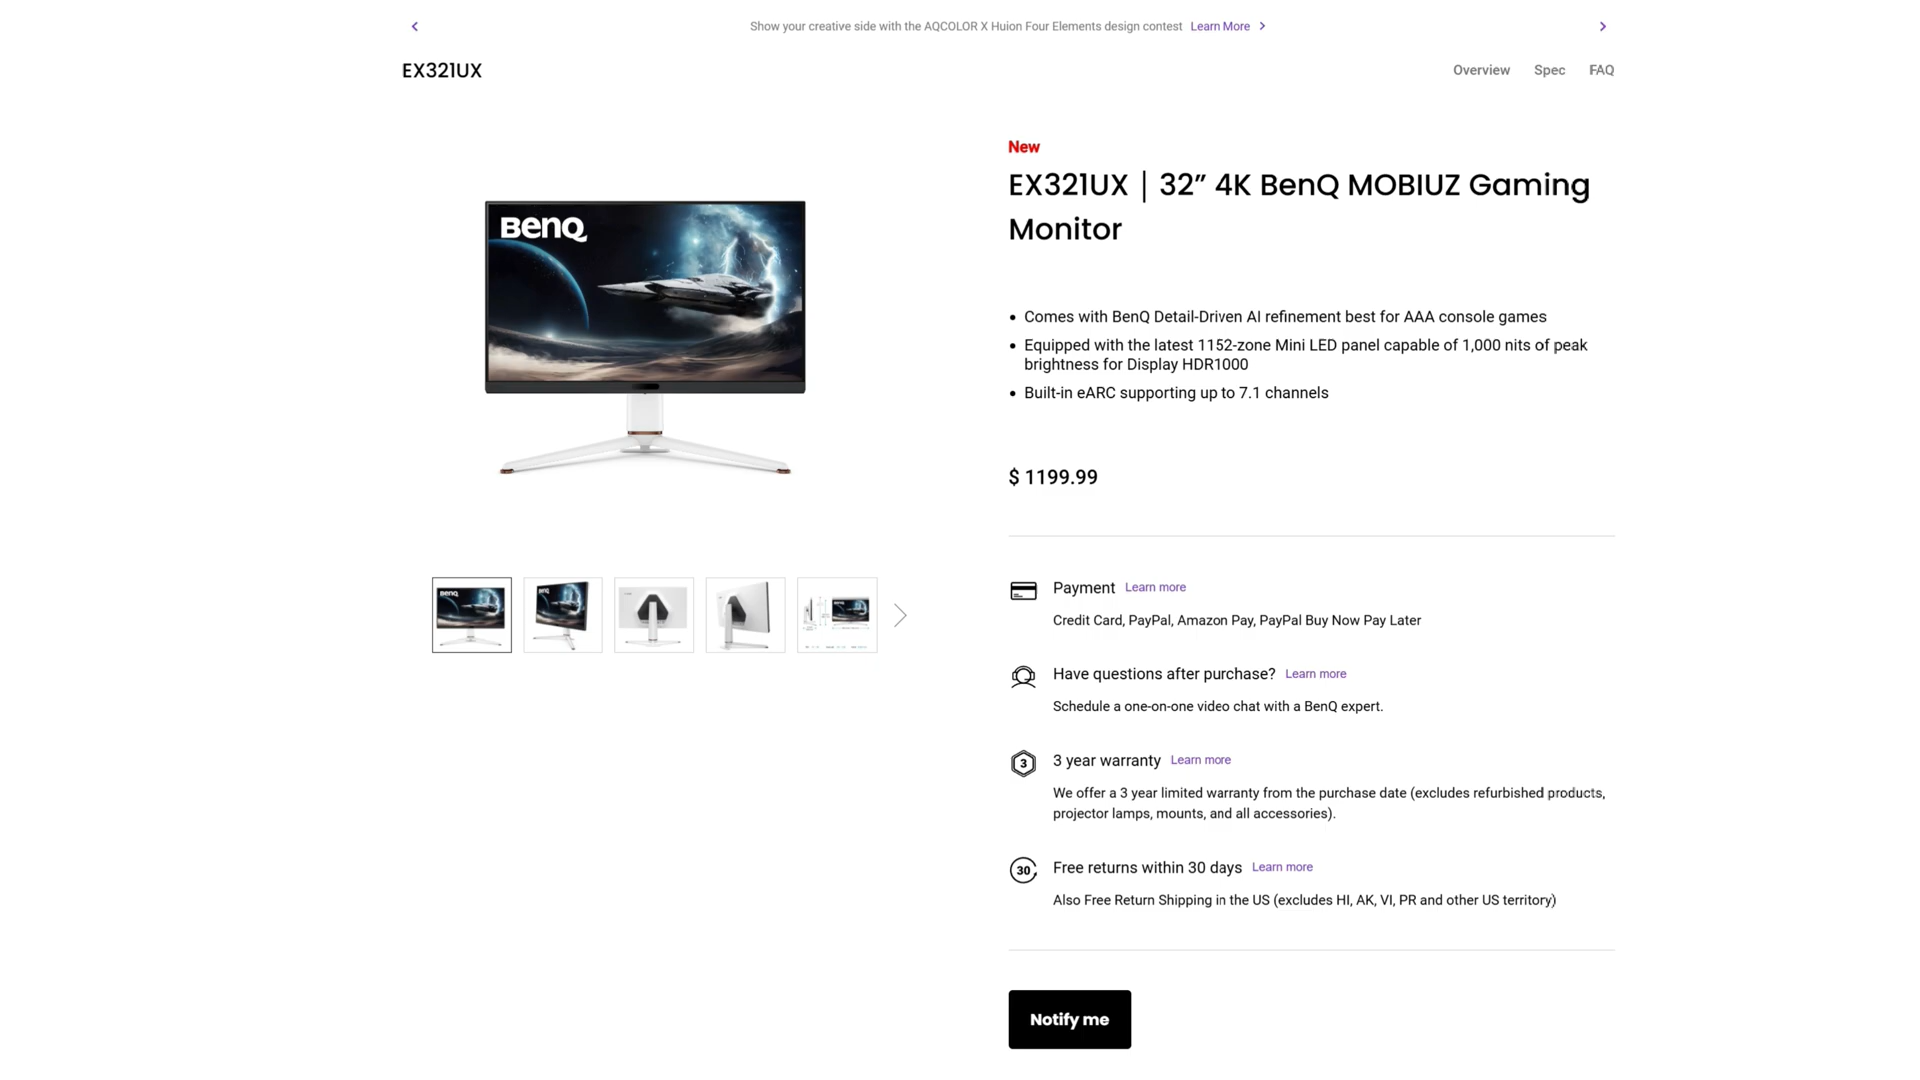 Show your creative side with the AQCOLOR X Huion Four Elements design contest Learn More
EX321UX
Overview Spec FAQ
New
EX321UX | 32” 4K BenQ MOBIUZ Gaming
Monitor
BenQ
Comes with BenQ Detail-Driven AI refinement best for AAA console games
Equipped with the latest 1152-zone Mini LED panel capable of 1,000 nits of peak
brightness for Display HDR1000
Built-in eARC supporting up to 7.1 channels
$ 1199.99
Payment Learn more
Credit Card, PayPal, Amazon Pay, PayPal Buy Now Pay Later
Have questions after purchase? Learn more
Schedule a one-on-one video chat with a BenQ expert.
3 3 year warranty Learn more
We offer a 3 year limited warranty from the purchase date (excludes refurbished products,
projector lamps, mounts, and all accessories).
30 Free returns within 30 days Learn more
Also Free Return Shipping in the US (excludes HI, AK, VI, PR and other US territory)
Notify me